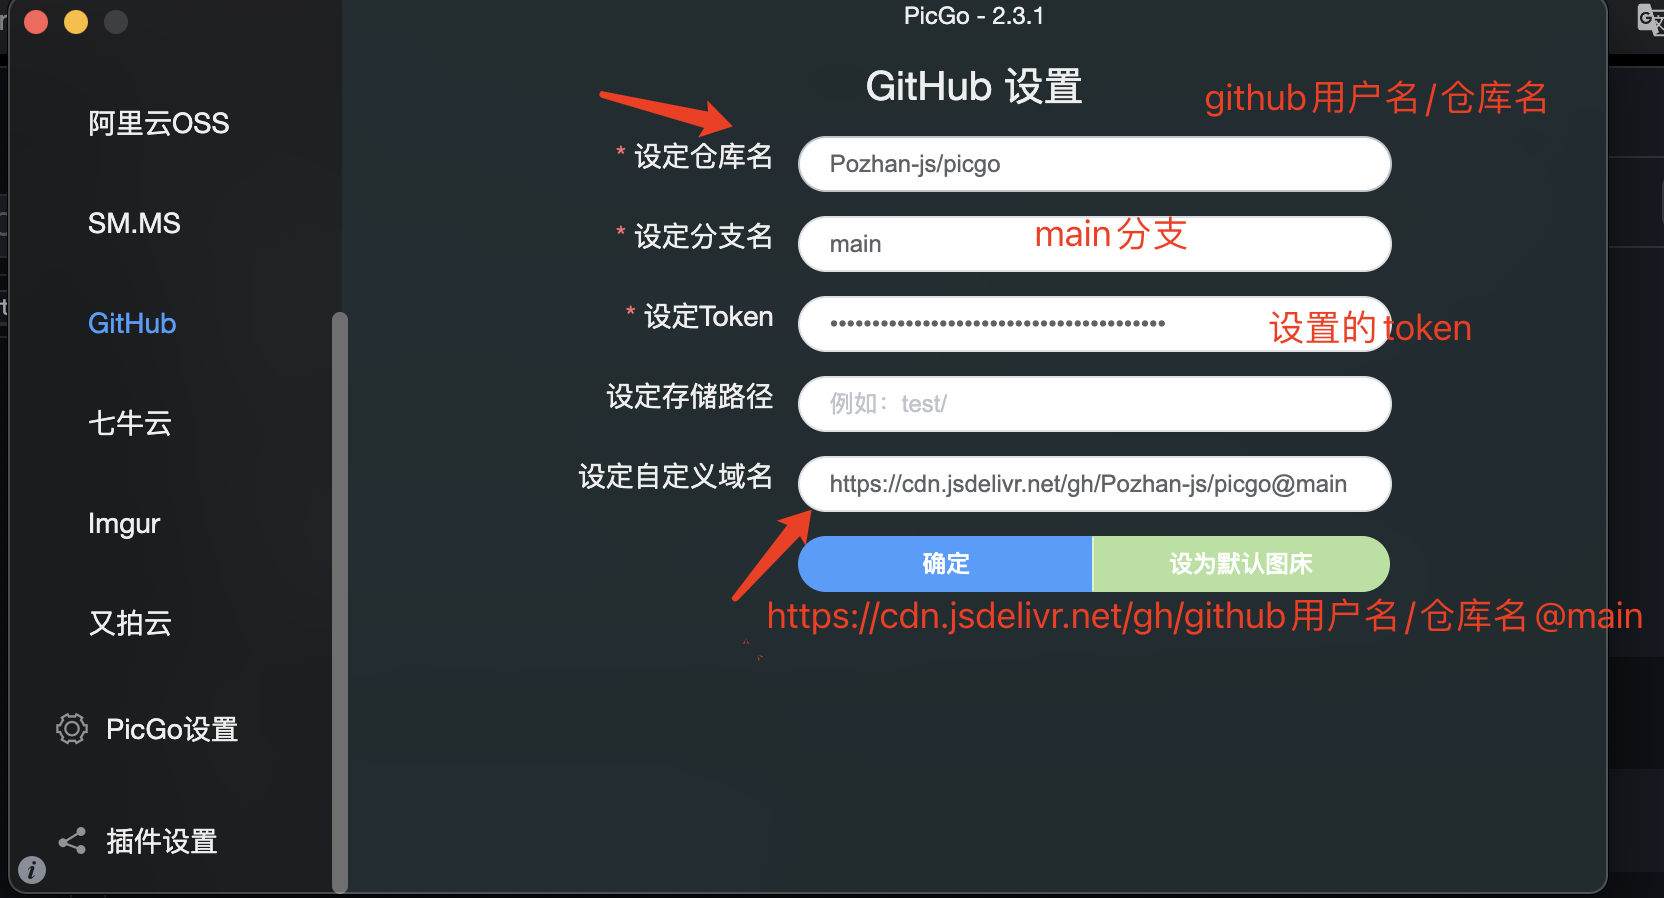 PicGo - 2.3.1
GitHub 设置
github用户名/仓库名
阿里云OSS
SM.MS
GitHub
七牛云
Imgur
又拍云
PicGo设置
插件设置
* 设定仓库名
Pozhan-js/picgo
* 设定分支名
main
main分支
* 设定Token
••••••••••••••••••••••••••••••••••••••••
设置的token
设定存储路径
例如：test/
设定自定义域名
https://cdn.jsdelivr.net/gh/Pozhan-js/picgo@main
确定
设为默认图床
https://cdn.jsdelivr.net/gh/github用户名/仓库名@main